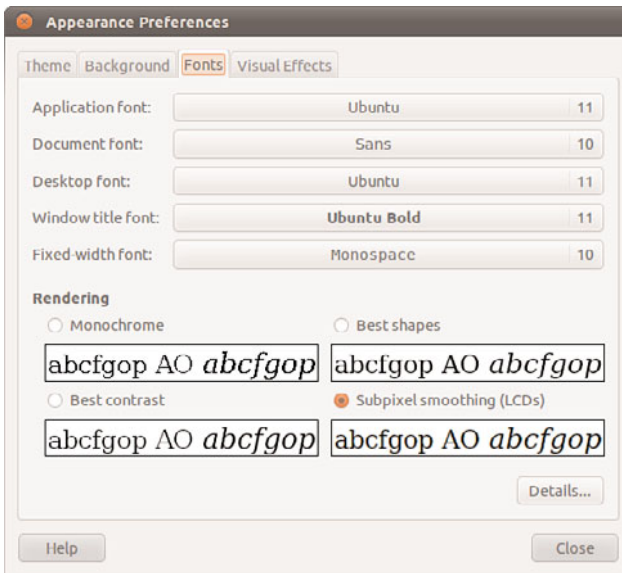 Appearance Preferences
Theme Background Fonts Visual Effects
Application font: Ubuntu 11
Document font: Sans 10
Desktop font: Ubuntu 11
Window title font: Ubuntu Bold 11
Fixed-width font: Monospace 10
Rendering
Monochrome Best shapes
abcfgop AO abcfgop abcfgop AO abcfgop
Best contrast Subpixel smoothing (LCDs)
abcfgop AO abcfgop abcfgop AO abcfgop
Details...
Help Close